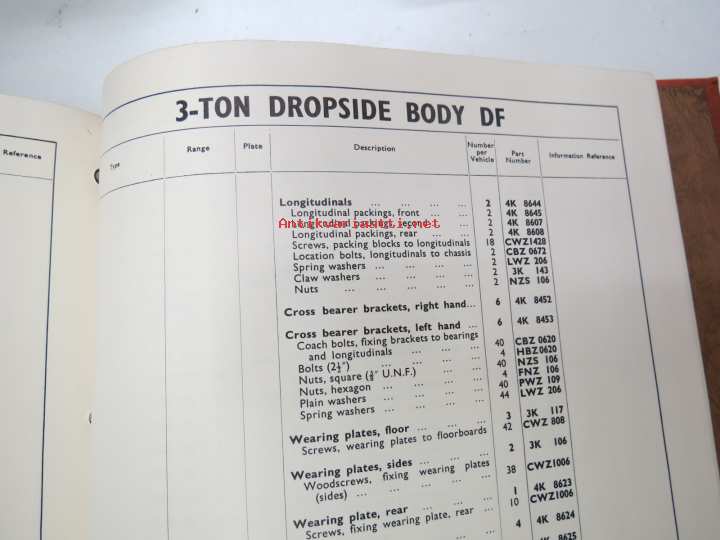 3-TON DROPSIDE BODY DF
Reference
Type Range Plate Description Number per Vehicle Part Number Information Reference
Longitudinals ... ... ... ... 2 4K 8644
Longitudinal packings, front ... ... 2 4K 8645
Longitudinal packings, second ... 2 4K 8607
Antikvariaatti.net
Longitudinal packings, rear ... ... 2 4K 8608
Screws, packing blocks to longitudinals 18 CWZ1428
Location bolts, longitudinals to chassis 2 CBZ 0672
Spring washers ... ... ... ... 2 LWZ 206
Claw washers ... ... ... ... 2 3K 143
Nuts ... ... ... ... 2 NZS 106
Cross bearer brackets, right hand... 6 4K 8452
Cross bearer brackets, left hand ... 6 4K 8453
Coach bolts, fixing brackets to bearings
and longitudinals ... ... ... 40 CBZ 0620
Bolts (2½″) ... ... ... ... 4 HBZ0620
Nuts, square (⅜″ U.N.F.) ... ... 40 NZS 106
Nuts, hexagon ... ... ... ... 4 FNZ 106
Plain washers ... ... ... ... 40 PWZ 109
Spring washers ... ... ... ... 44 LWZ 206
Wearing plates, floor ... ... ... 3 3K 117
Screws, wearing plates to floorboards 42 CWZ 808
Wearing plates, sides ... ... ... 2 3K 106
Woodscrews, fixing wearing plates
(sides) ... ... ... ... 38 CWZ1006
Wearing plate, rear ... ... ... 1 4K 8623
Screws, fixing wearing plate, rear ... 10 CWZ1006
4 4K 8624
4K 8625